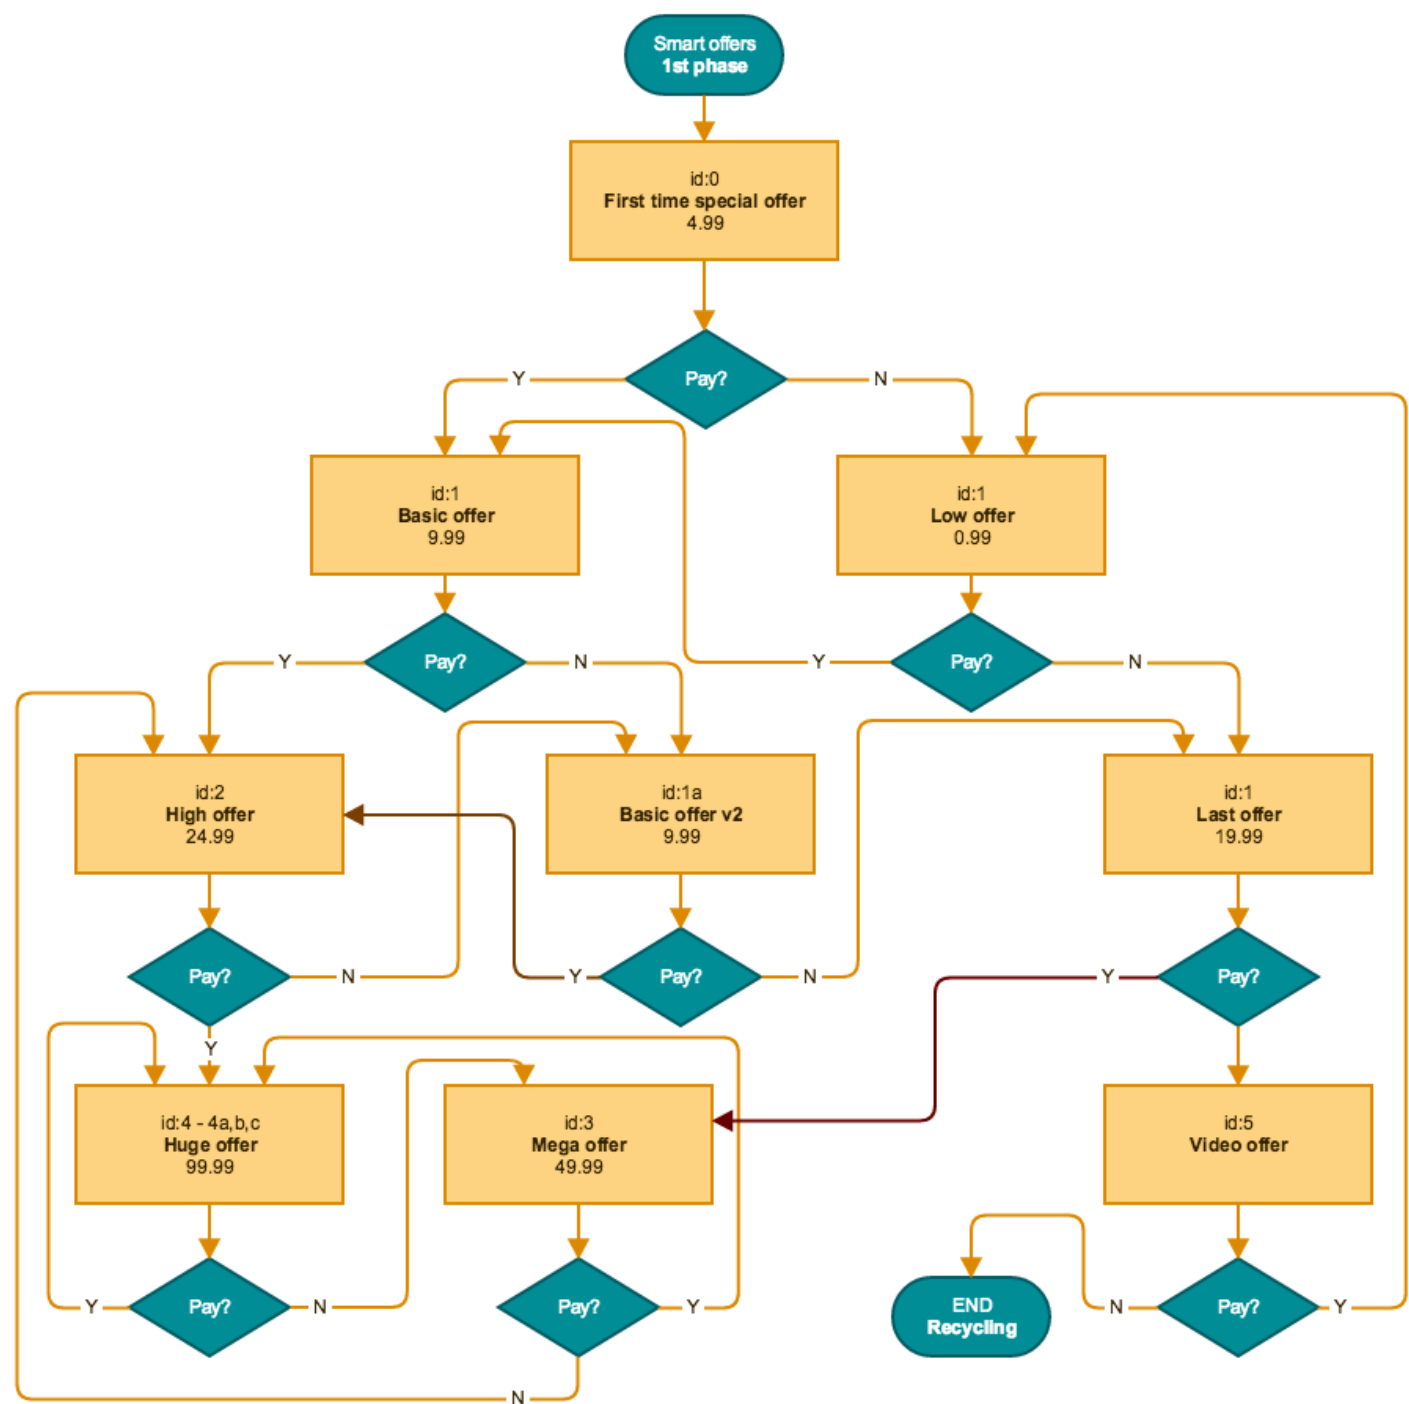 Smart offers
1st phase
id:0
First time special offer
4.99
Pay?
Y
N
id:1
Basic offer
9.99
id:1
Low offer
0.99
Pay?
Y
N
Pay?
Y
N
id:2
High offer
24.99
id:1a
Basic offer v2
9.99
id:1
Last offer
19.99
Pay?
N
Y
Pay?
Y
N
Pay?
Y
id:4 - 4a,b,c
Huge offer
99.99
id:3
Mega offer
49.99
id:5
Video offer
Pay?
Y
N
Pay?
Y
N
END
Recycling
Pay?
N
Y